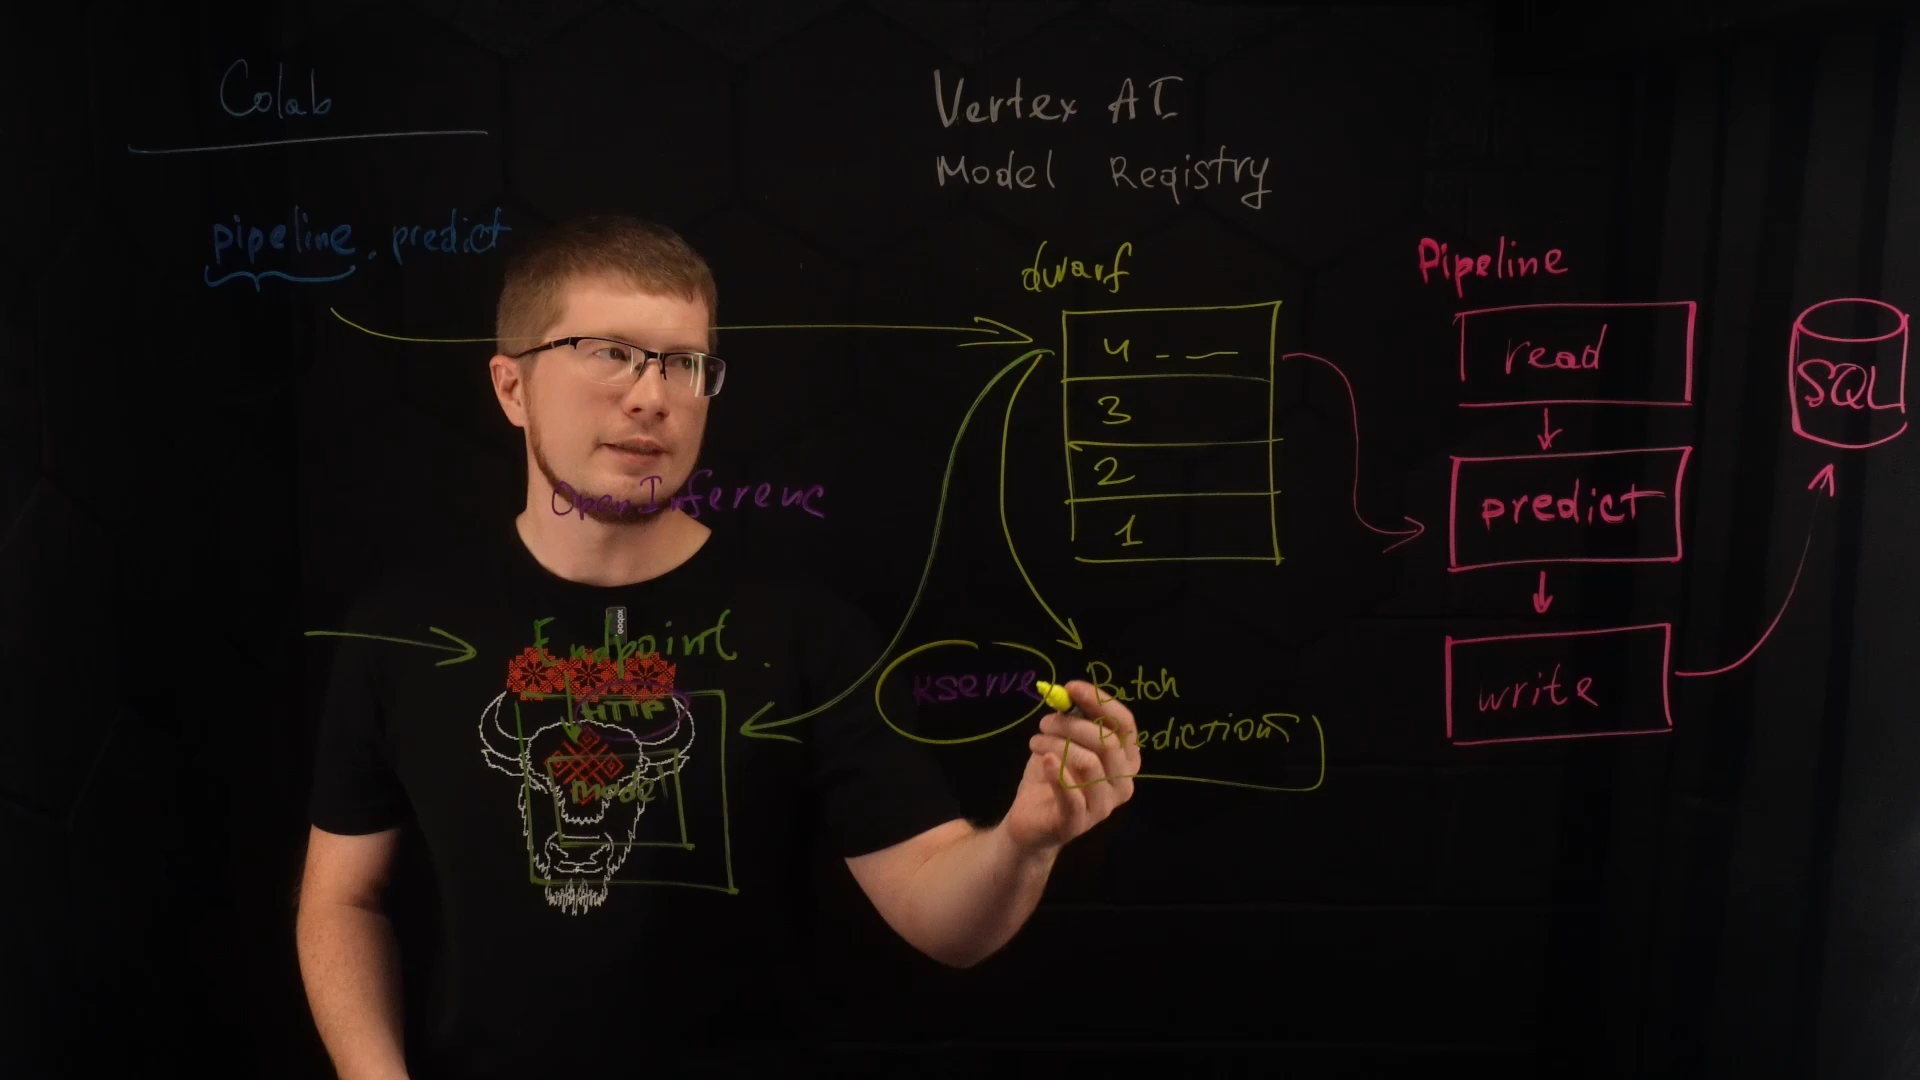 Colab
Vertex AI
Model Registry
pipeline.predict
dwarf
Pipeline
4
3
2
1
read
predict
write
SQL
OpenInferenc
Endpoint
HTTP
model
Kserve
Batch
Prediction